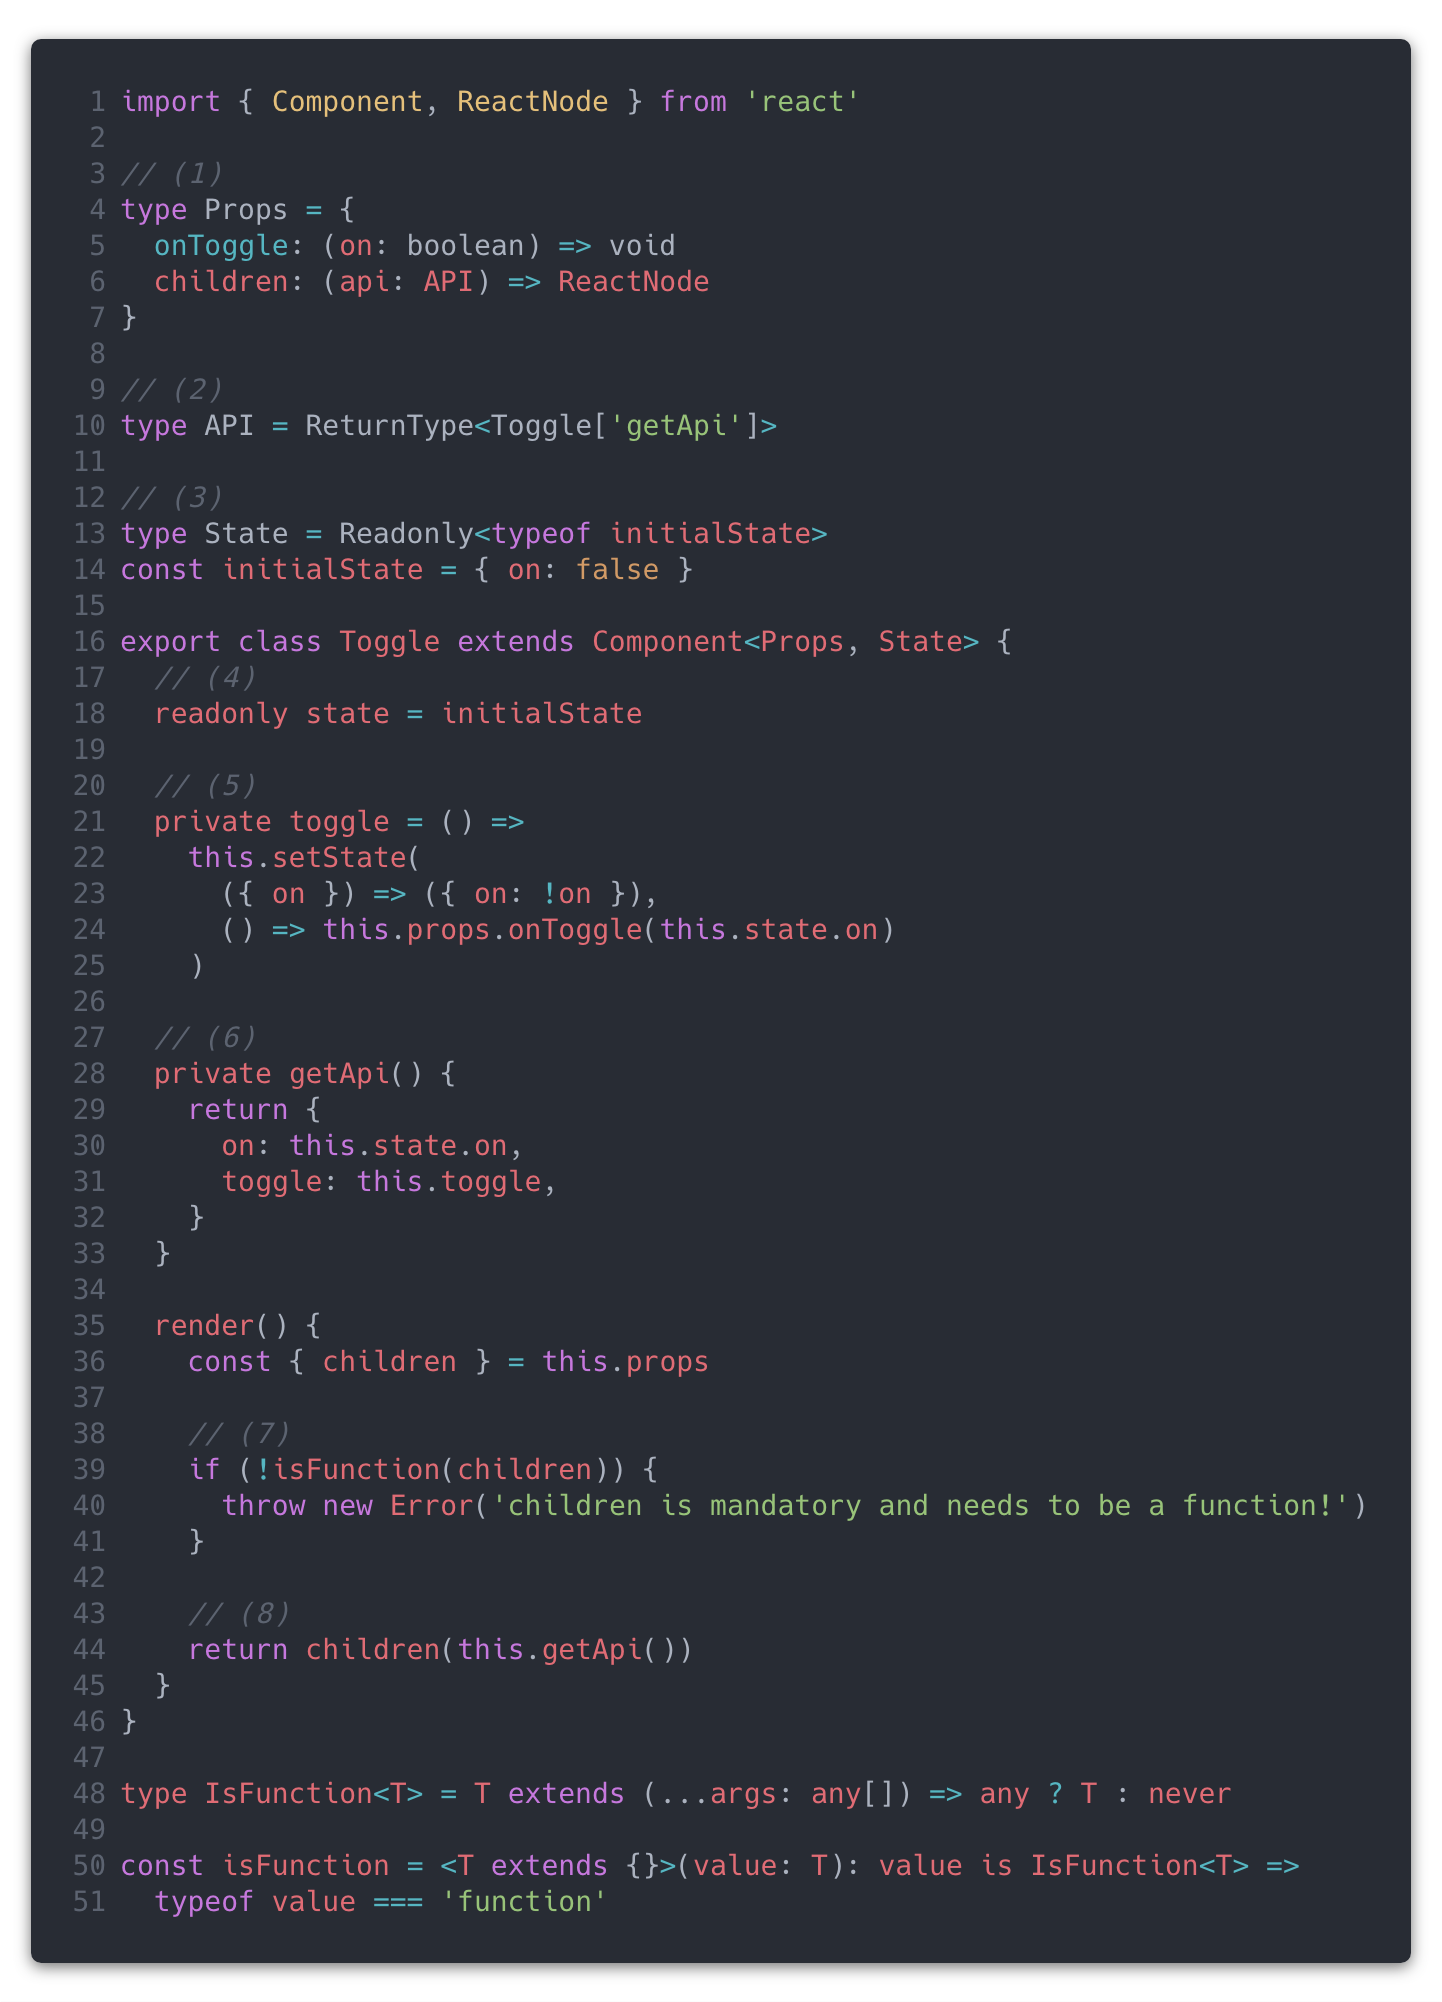 1 import { Component, ReactNode } from 'react'
2
3 // (1)
4 type Props = {
5   onToggle: (on: boolean) => void
6   children: (api: API) => ReactNode
7 }
8
9 // (2)
10 type API = ReturnType<Toggle['getApi']>
11
12 // (3)
13 type State = Readonly<typeof initialState>
14 const initialState = { on: false }
15
16 export class Toggle extends Component<Props, State> {
17   // (4)
18   readonly state = initialState
19
20   // (5)
21   private toggle = () =>
22     this.setState(
23       ({ on }) => ({ on: !on }),
24       () => this.props.onToggle(this.state.on)
25     )
26
27   // (6)
28   private getApi() {
29     return {
30       on: this.state.on,
31       toggle: this.toggle,
32     }
33   }
34
35   render() {
36     const { children } = this.props
37
38     // (7)
39     if (!isFunction(children)) {
40       throw new Error('children is mandatory and needs to be a function!')
41     }
42
43     // (8)
44     return children(this.getApi())
45   }
46 }
47
48 type IsFunction<T> = T extends (...args: any[]) => any ? T : never
49
50 const isFunction = <T extends {}>(value: T): value is IsFunction<T> =>
51   typeof value === 'function'